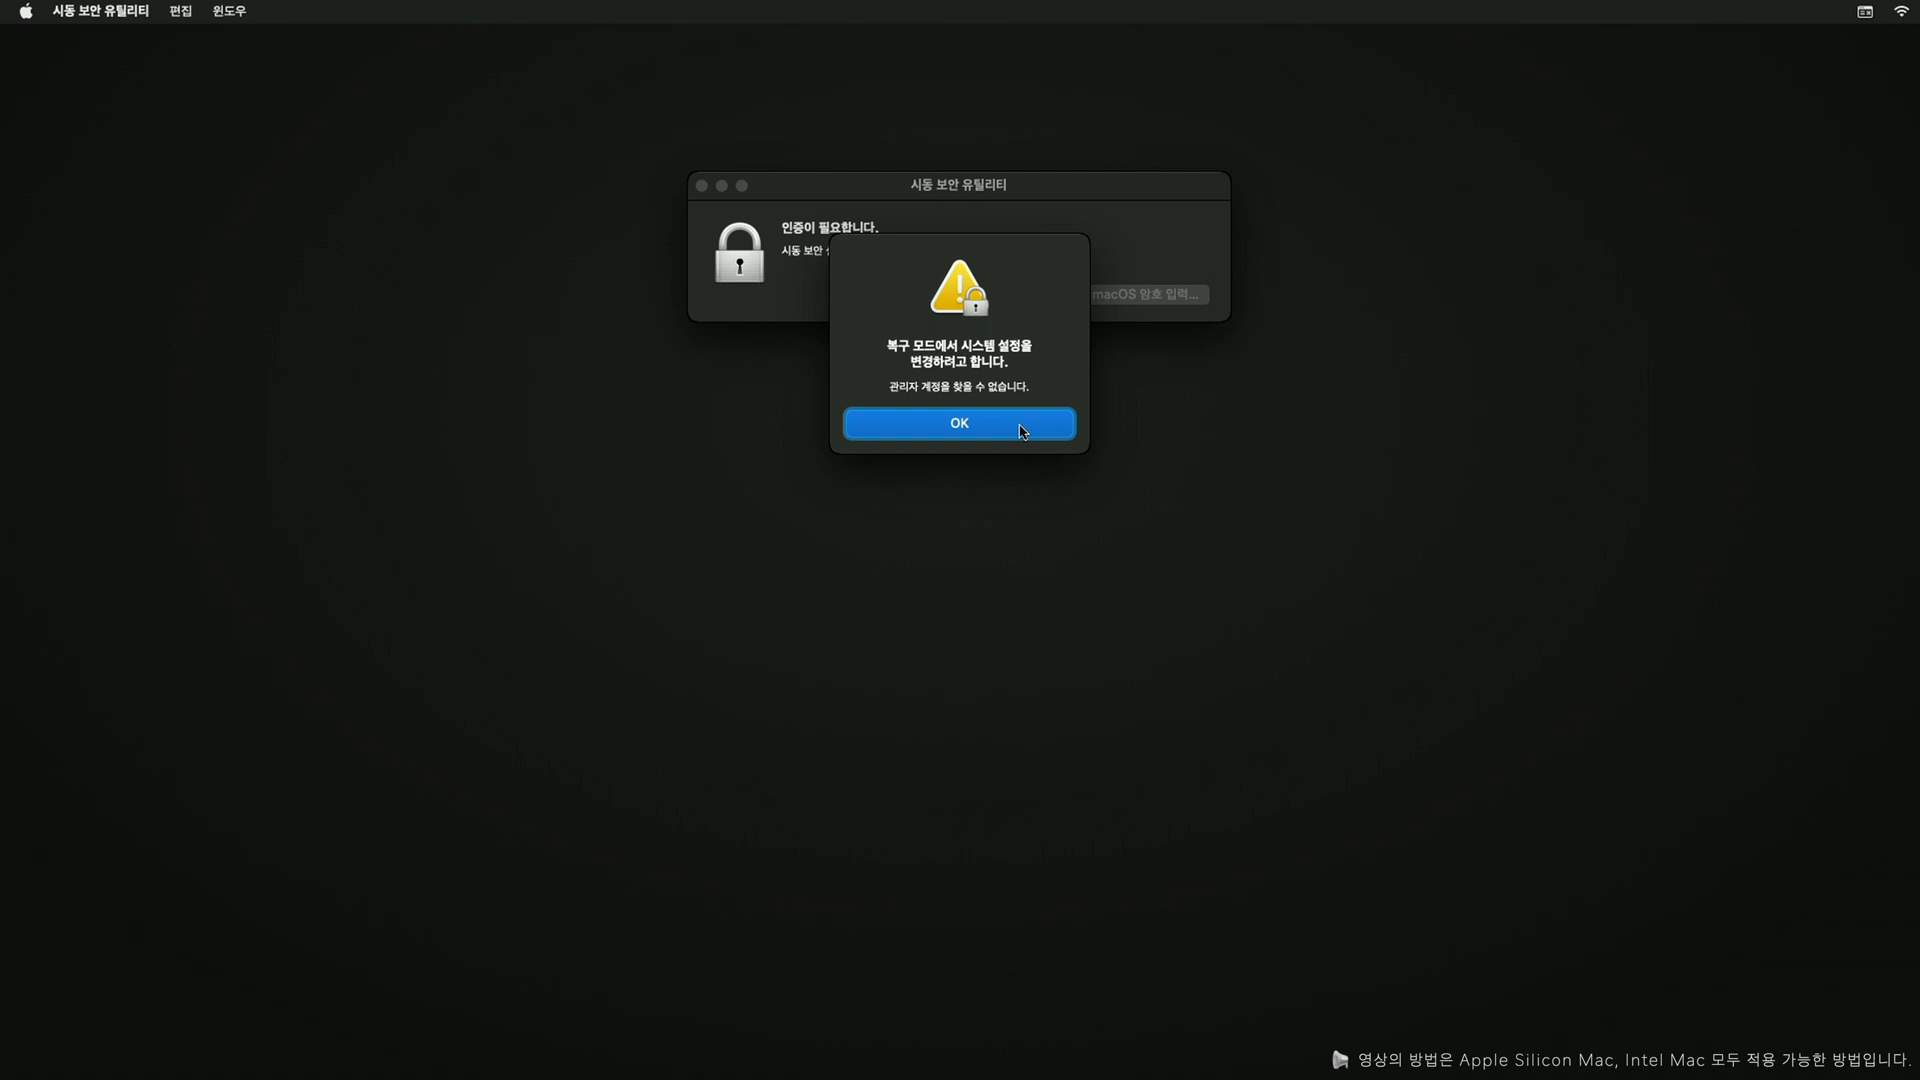 시동 보안 유틸리티 편집 윈도우
시동 보안 유틸리티
인증이 필요합니다.
시동 보안
macOS 암호 입력...
복구 모드에서 시스템 설정을
변경하려고 합니다.
관리자 계정을 찾을 수 없습니다.
OK
영상의 방법은 Apple Silicon Mac, Intel Mac 모두 적용 가능한 방법입니다.